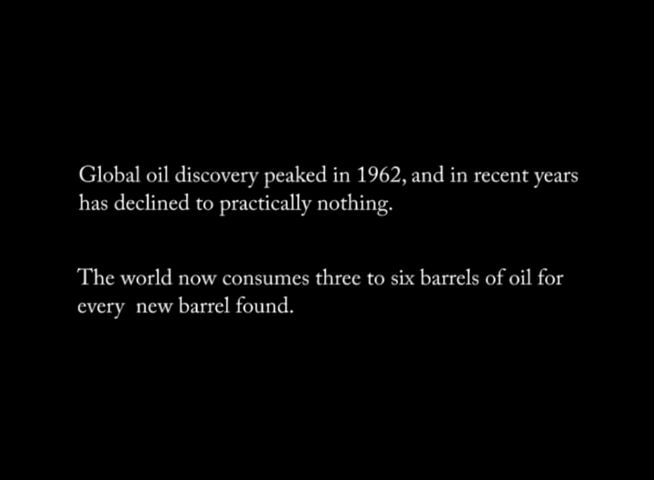 Global oil discovery peaked in 1962, and in recent years
has declined to practically nothing.
The world now consumes three to six barrels of oil for
every  new barrel found.